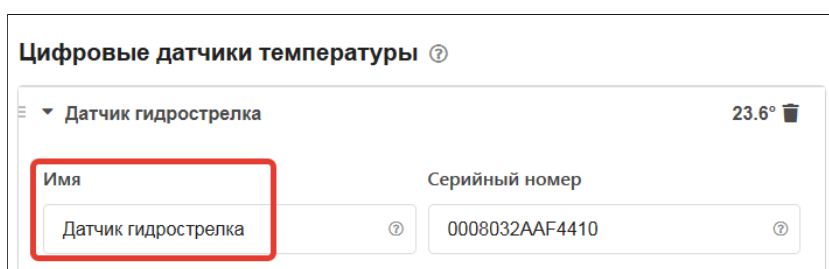 Цифровые датчики температуры
Датчик гидрострелка 23.6°
Имя Серийный номер
Датчик гидрострелка 0008032AAF4410